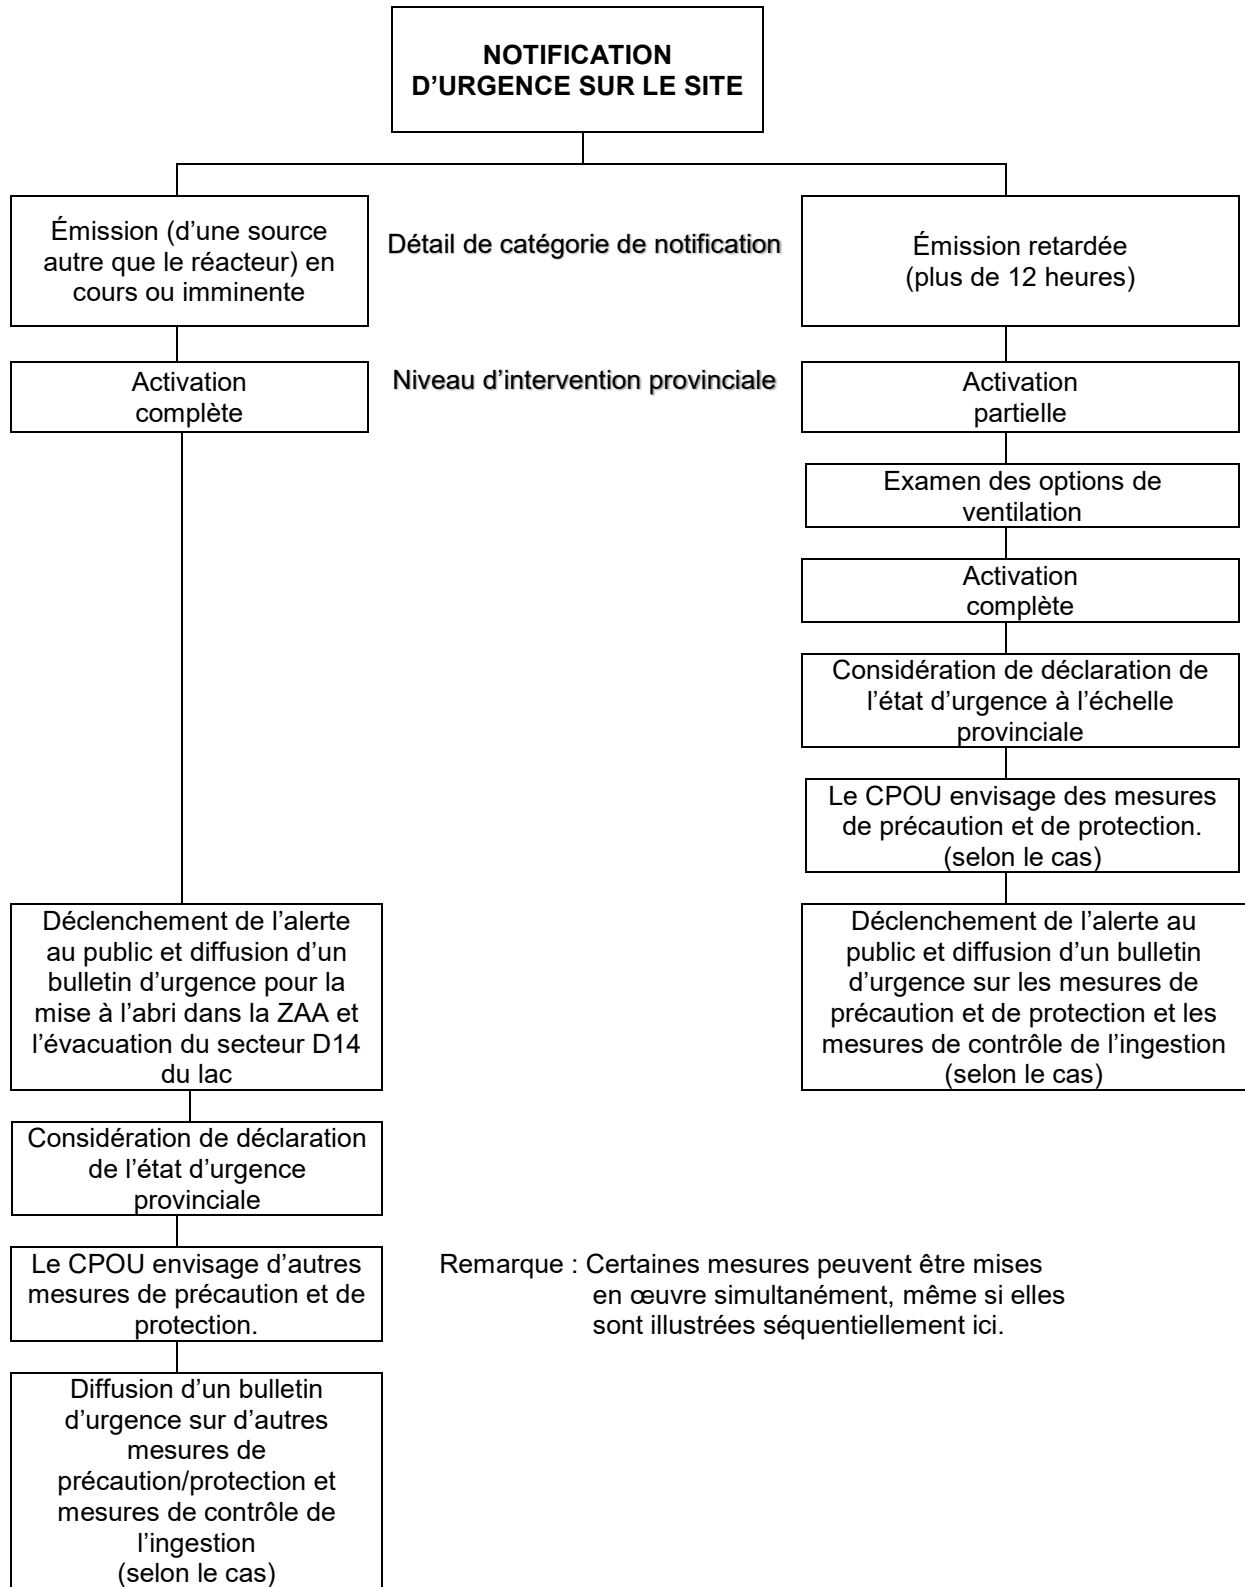 NOTIFICATION
D’URGENCE SUR LE SITE
Émission (d’une source
autre que le réacteur) en
cours ou imminente
Détail de catégorie de notification
Émission retardée
(plus de 12 heures)
Activation
complète
Niveau d’intervention provinciale
Activation
partielle
Examen des options de
ventilation
Activation
complète
Considération de déclaration de
l’état d’urgence à l’échelle
provinciale
Le CPOU envisage des mesures
de précaution et de protection.
(selon le cas)
Déclenchement de l’alerte
au public et diffusion d’un
bulletin d’urgence pour la
mise à l’abri dans la ZAA et
l’évacuation du secteur D14
du lac
Déclenchement de l’alerte au
public et diffusion d’un bulletin
d’urgence sur les mesures de
précaution et de protection et les
mesures de contrôle de l’ingestion
(selon le cas)
Considération de déclaration
de l’état d’urgence
provinciale
Le CPOU envisage d’autres
mesures de précaution et de
protection.
Remarque : Certaines mesures peuvent être mises
en œuvre simultanément, même si elles
sont illustrées séquentiellement ici.
Diffusion d’un bulletin
d’urgence sur d’autres
mesures de
précaution/protection et
mesures de contrôle de
l’ingestion
(selon le cas)